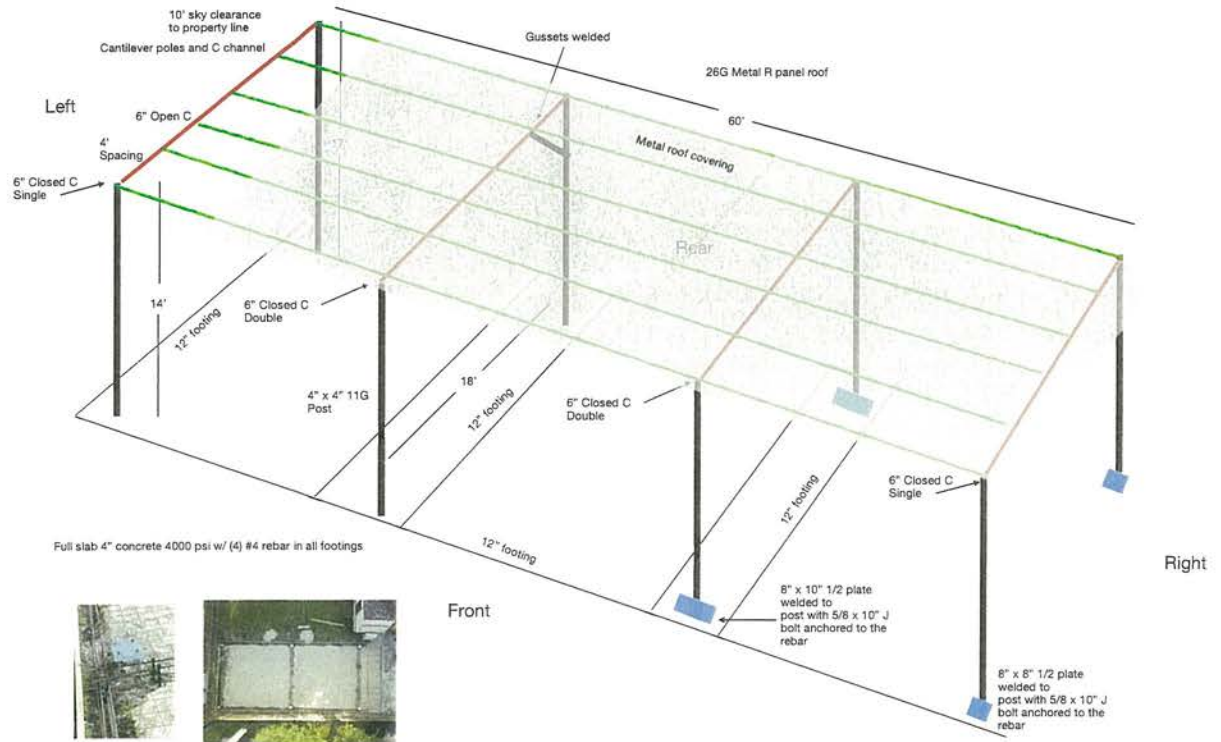 10' sky clearance
to property line
Cantilever poles and C channel
Gussets welded
26G Metal R panel roof
Left
60'
6" Open C
Metal roof covering
4'
Spacing
6" Closed C
Single
Rear
14'
12" footing
6" Closed C
Double
18'
4" x 4" 11G
Post
12" footing
6" Closed C
Double
12" footing
6" Closed C
Single
Full slab 4" concrete 4000 psi w/ (4) #4 rebar in all footings
12" footing
Right
Front
8" x 10" 1/2 plate
welded to
post with 5/8 x 10" J
bolt anchored to the
rebar
8" x 8" 1/2 plate
welded to
post with 5/8 x 10" J
bolt anchored to the
rebar